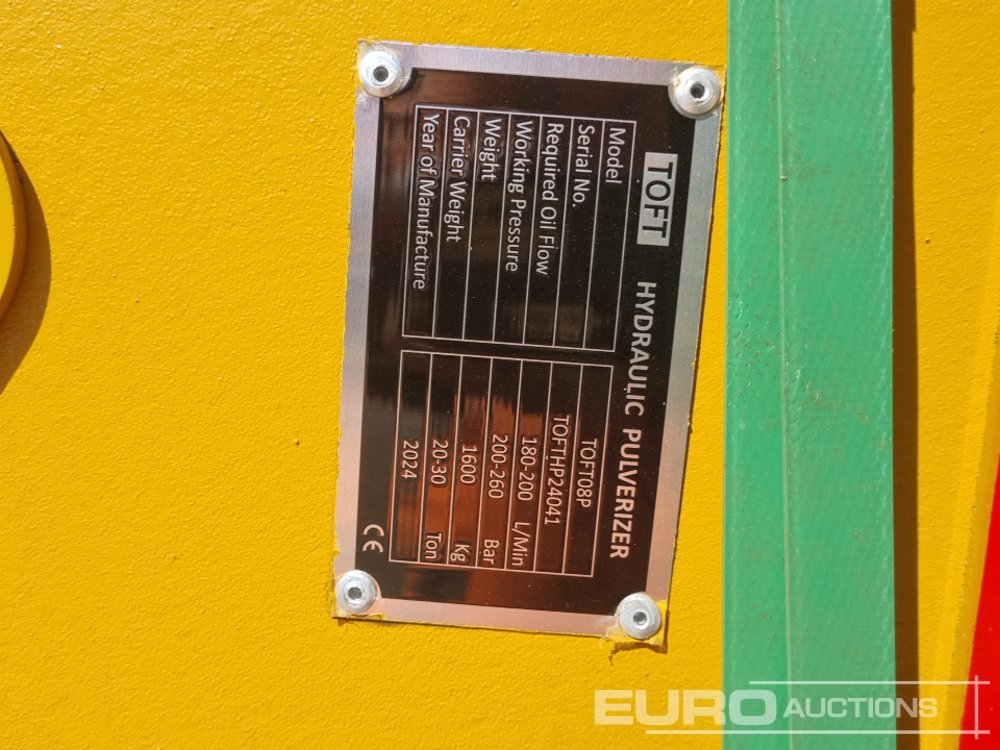 TOFT HYDRAULIC PULVERIZER
Model TOFT08P
Serial No. TOFTHP24041
Required Oil Flow 180-200 L/Min
Working Pressure 200-260 Bar
Weight 1600 Kg
Carrier Weight 20-30 Ton
Year of Manufacture 2024
CE
EURO AUCTIONS